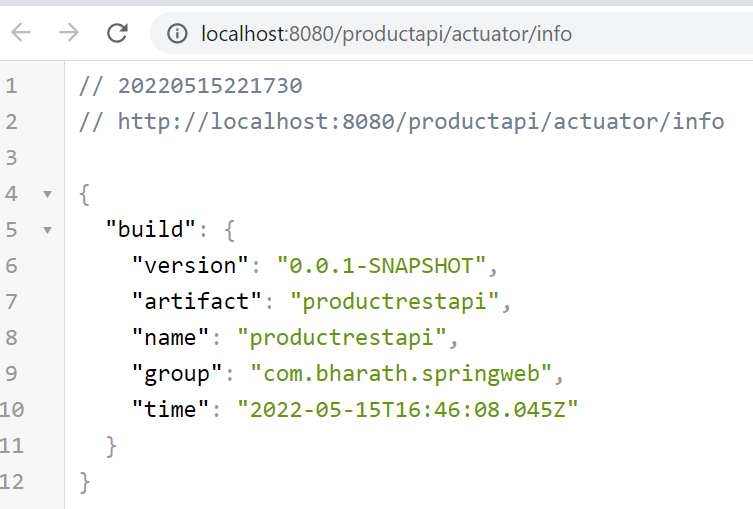 localhost:8080/productapi/actuator/info
1 // 20220515221730
2 // http://localhost:8080/productapi/actuator/info
3
4 {
5 "build": {
6 "version": "0.0.1-SNAPSHOT",
7 "artifact": "productrestapi",
8 "name": "productrestapi",
9 "group": "com.bharath.springweb",
10 "time": "2022-05-15T16:46:08.045Z"
11 }
12 }